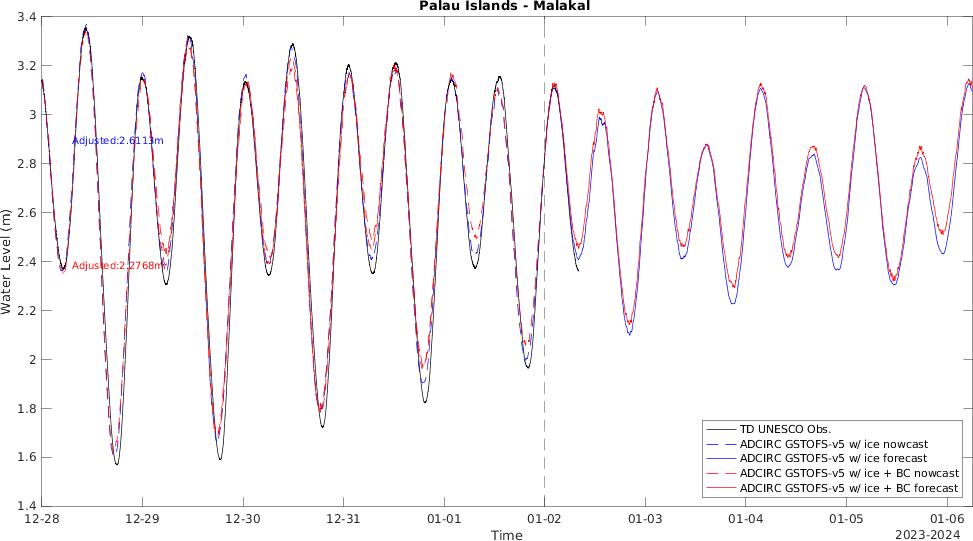 Palau Islands - Malakal
3.4
3.2
3
2.8
2.6
2.4
2.2
2
1.8
1.6
1.4
Water Level (m)
Adjusted:2.6113m
Adjusted:2.2768m
TD UNESCO Obs.
ADCIRC GSTOFS-v5 w/ ice nowcast
ADCIRC GSTOFS-v5 w/ ice forecast
ADCIRC GSTOFS-v5 w/ ice + BC nowcast
ADCIRC GSTOFS-v5 w/ ice + BC forecast
12-28 12-29 12-30 12-31 01-01 01-02 01-03 01-04 01-05 01-06
Time
2023-2024